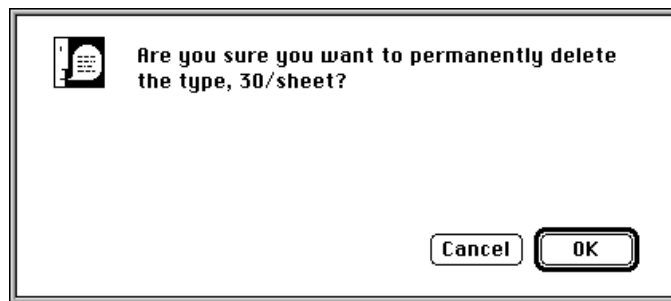 Are you sure you want to permanently delete
the type, 30/sheet?
Cancel
OK